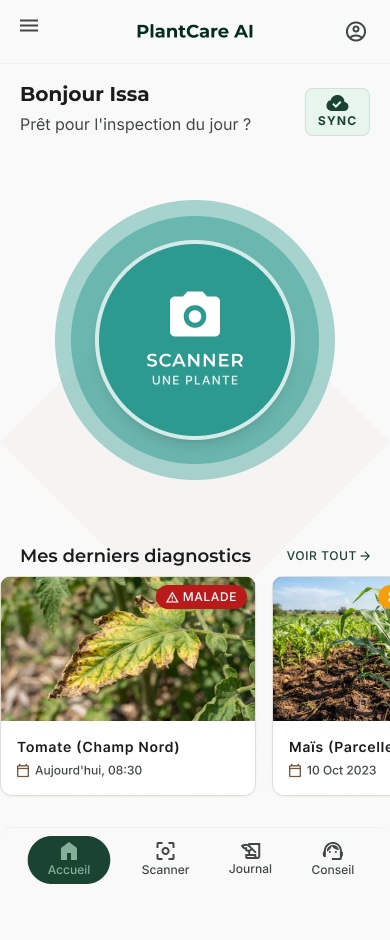 PlantCare AI
Bonjour Issa
Prêt pour l'inspection du jour ?
SYNC
SCANNER
UNE PLANTE
Mes derniers diagnostics
VOIR TOUT
MALADE
Tomate (Champ Nord)
Aujourd'hui, 08:30
Maïs (Parcelle
10 Oct 2023
Accueil
Scanner
Journal
Conseil